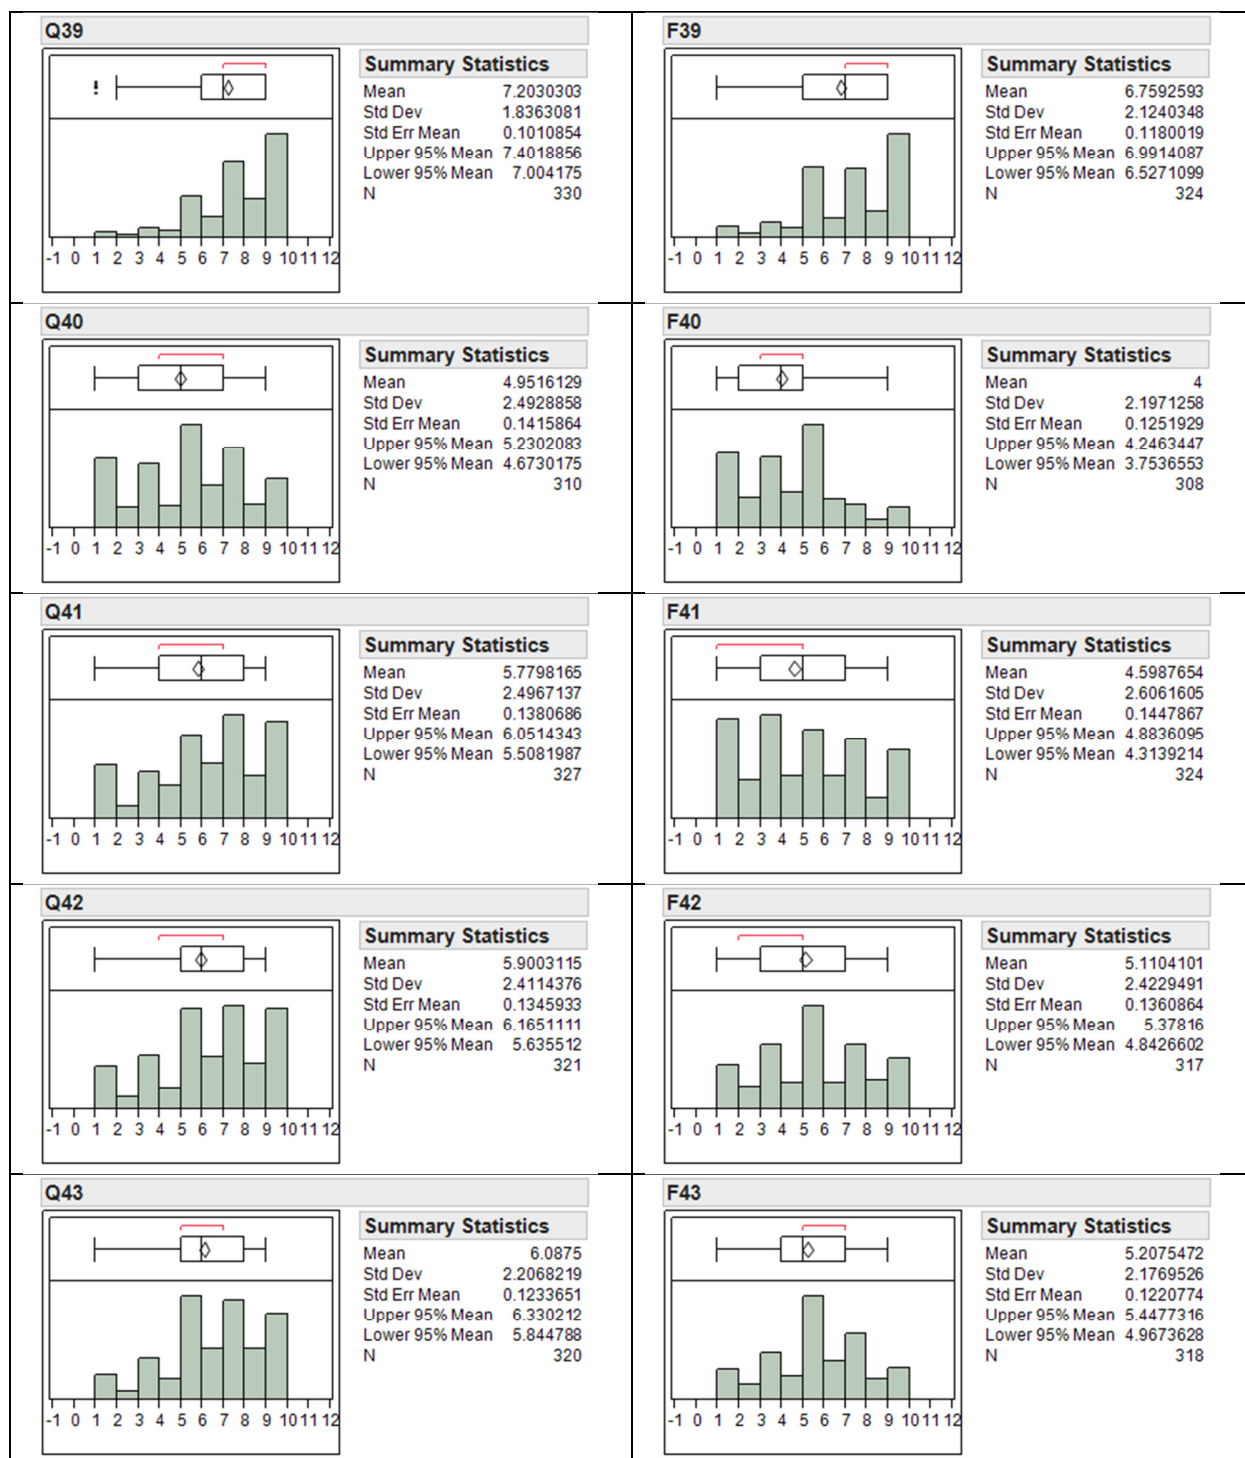 Q39
Summary Statistics
Mean 7.2030303
Std Dev 1.8363081
Std Err Mean 0.1010854
Upper 95% Mean 7.4018856
Lower 95% Mean 7.004175
N 330
-1 0 1 2 3 4 5 6 7 8 9 10 11 12
F39
Summary Statistics
Mean 6.7592593
Std Dev 2.1240348
Std Err Mean 0.1180019
Upper 95% Mean 6.9914087
Lower 95% Mean 6.5271099
N 324
-1 0 1 2 3 4 5 6 7 8 9 10 11 12
Q40
Summary Statistics
Mean 4.9516129
Std Dev 2.4928858
Std Err Mean 0.1415864
Upper 95% Mean 5.2302083
Lower 95% Mean 4.6730175
N 310
-1 0 1 2 3 4 5 6 7 8 9 10 11 12
F40
Summary Statistics
Mean 4
Std Dev 2.1971258
Std Err Mean 0.1251929
Upper 95% Mean 4.2463447
Lower 95% Mean 3.7536553
N 308
-1 0 1 2 3 4 5 6 7 8 9 10 11 12
Q41
Summary Statistics
Mean 5.7798165
Std Dev 2.4967137
Std Err Mean 0.1380686
Upper 95% Mean 6.0514343
Lower 95% Mean 5.5081987
N 327
-1 0 1 2 3 4 5 6 7 8 9 10 11 12
F41
Summary Statistics
Mean 4.5987654
Std Dev 2.6061605
Std Err Mean 0.1447867
Upper 95% Mean 4.8836095
Lower 95% Mean 4.3139214
N 324
-1 0 1 2 3 4 5 6 7 8 9 10 11 12
Q42
Summary Statistics
Mean 5.9003115
Std Dev 2.4114376
Std Err Mean 0.1345933
Upper 95% Mean 6.1651111
Lower 95% Mean 5.635512
N 321
-1 0 1 2 3 4 5 6 7 8 9 10 11 12
F42
Summary Statistics
Mean 5.1104101
Std Dev 2.4229491
Std Err Mean 0.1360864
Upper 95% Mean 5.37816
Lower 95% Mean 4.8426602
N 317
-1 0 1 2 3 4 5 6 7 8 9 10 11 12
Q43
Summary Statistics
Mean 6.0875
Std Dev 2.2068219
Std Err Mean 0.1233651
Upper 95% Mean 6.330212
Lower 95% Mean 5.844788
N 320
-1 0 1 2 3 4 5 6 7 8 9 10 11 12
F43
Summary Statistics
Mean 5.2075472
Std Dev 2.1769526
Std Err Mean 0.1220774
Upper 95% Mean 5.4477316
Lower 95% Mean 4.9673628
N 318
-1 0 1 2 3 4 5 6 7 8 9 10 11 12